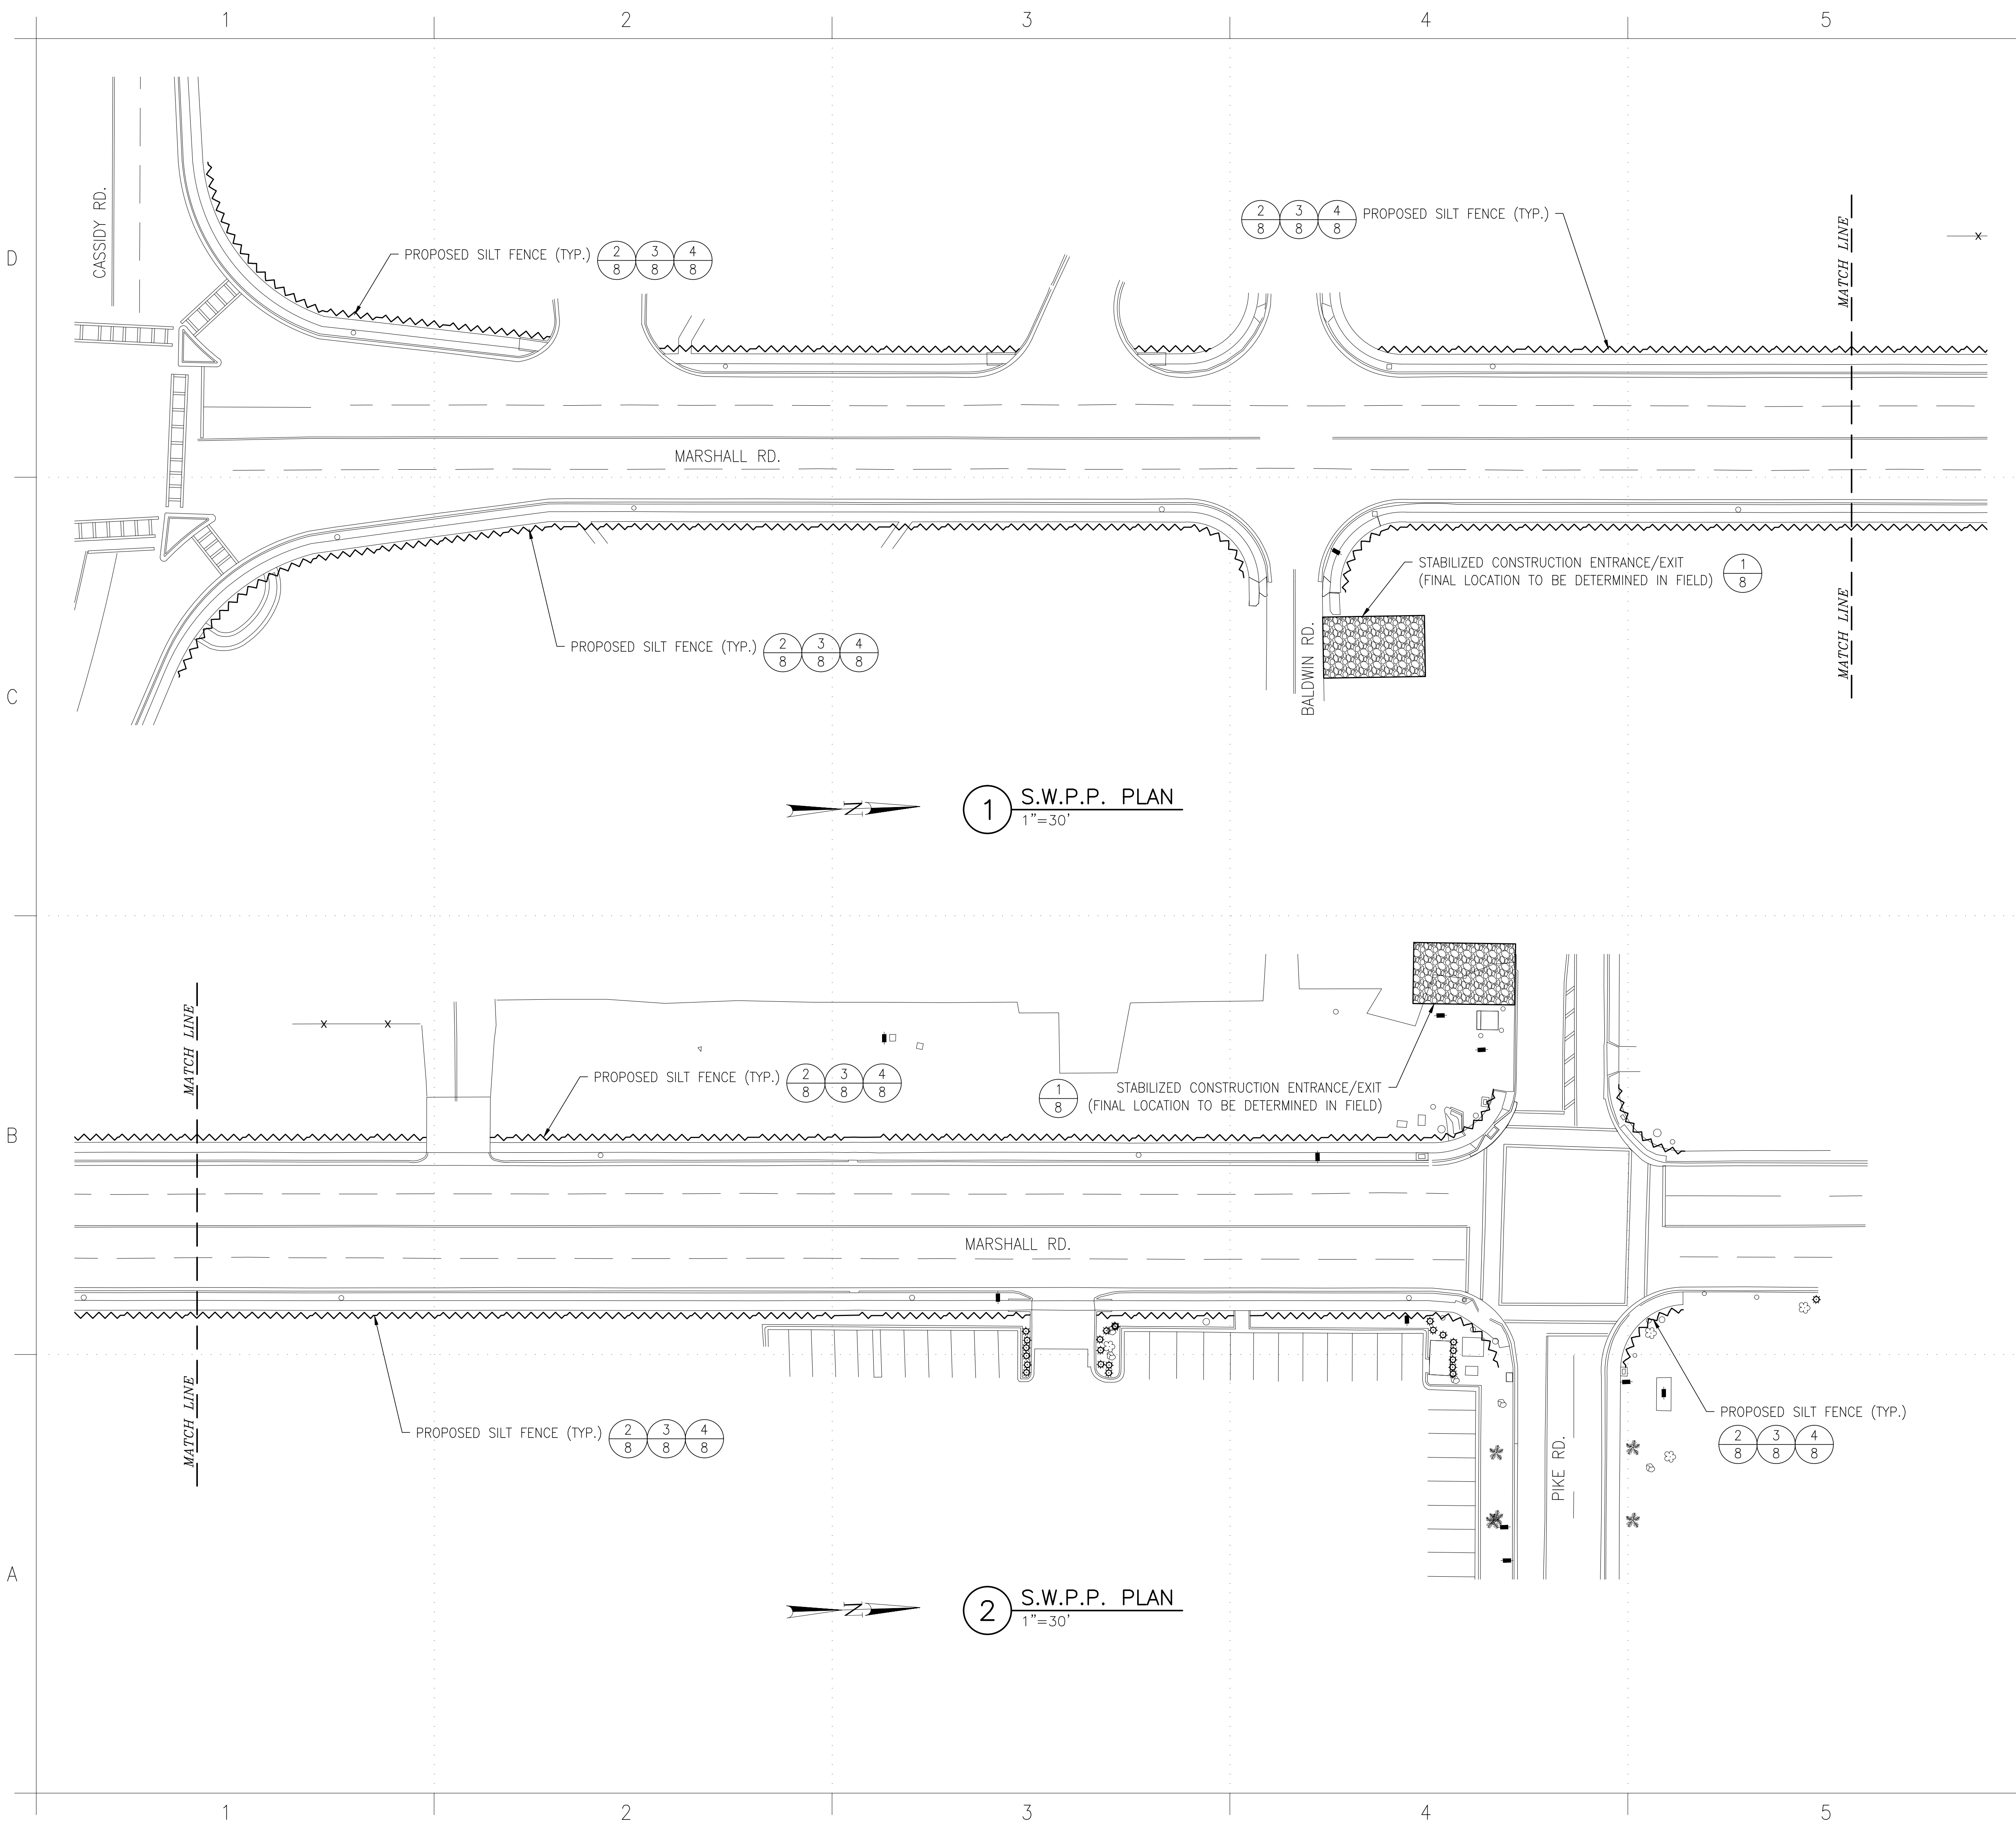 1 2 3 4 5
D
CASSIDY RD.
PROPOSED SILT FENCE (TYP.) 2 8 3 8 4 8
2 8 3 8 4 8 PROPOSED SILT FENCE (TYP.)
MATCH LINE
X
MARSHALL RD.
STABILIZED CONSTRUCTION ENTRANCE/EXIT
(FINAL LOCATION TO BE DETERMINED IN FIELD) 1 8
PROPOSED SILT FENCE (TYP.) 2 8 3 8 4 8
BALDWIN RD.
MATCH LINE
C
N
1 S.W.P.P. PLAN
1"=30'
MATCH LINE
X X
PROPOSED SILT FENCE (TYP.) 2 8 3 8 4 8
1 8 STABILIZED CONSTRUCTION ENTRANCE/EXIT
(FINAL LOCATION TO BE DETERMINED IN FIELD)
B
MARSHALL RD.
MATCH LINE
PROPOSED SILT FENCE (TYP.) 2 8 3 8 4 8
PROPOSED SILT FENCE (TYP.)
2 8 3 8 4 8
PIKE RD.
A
N
2 S.W.P.P. PLAN
1"=30'
1 2 3 4 5